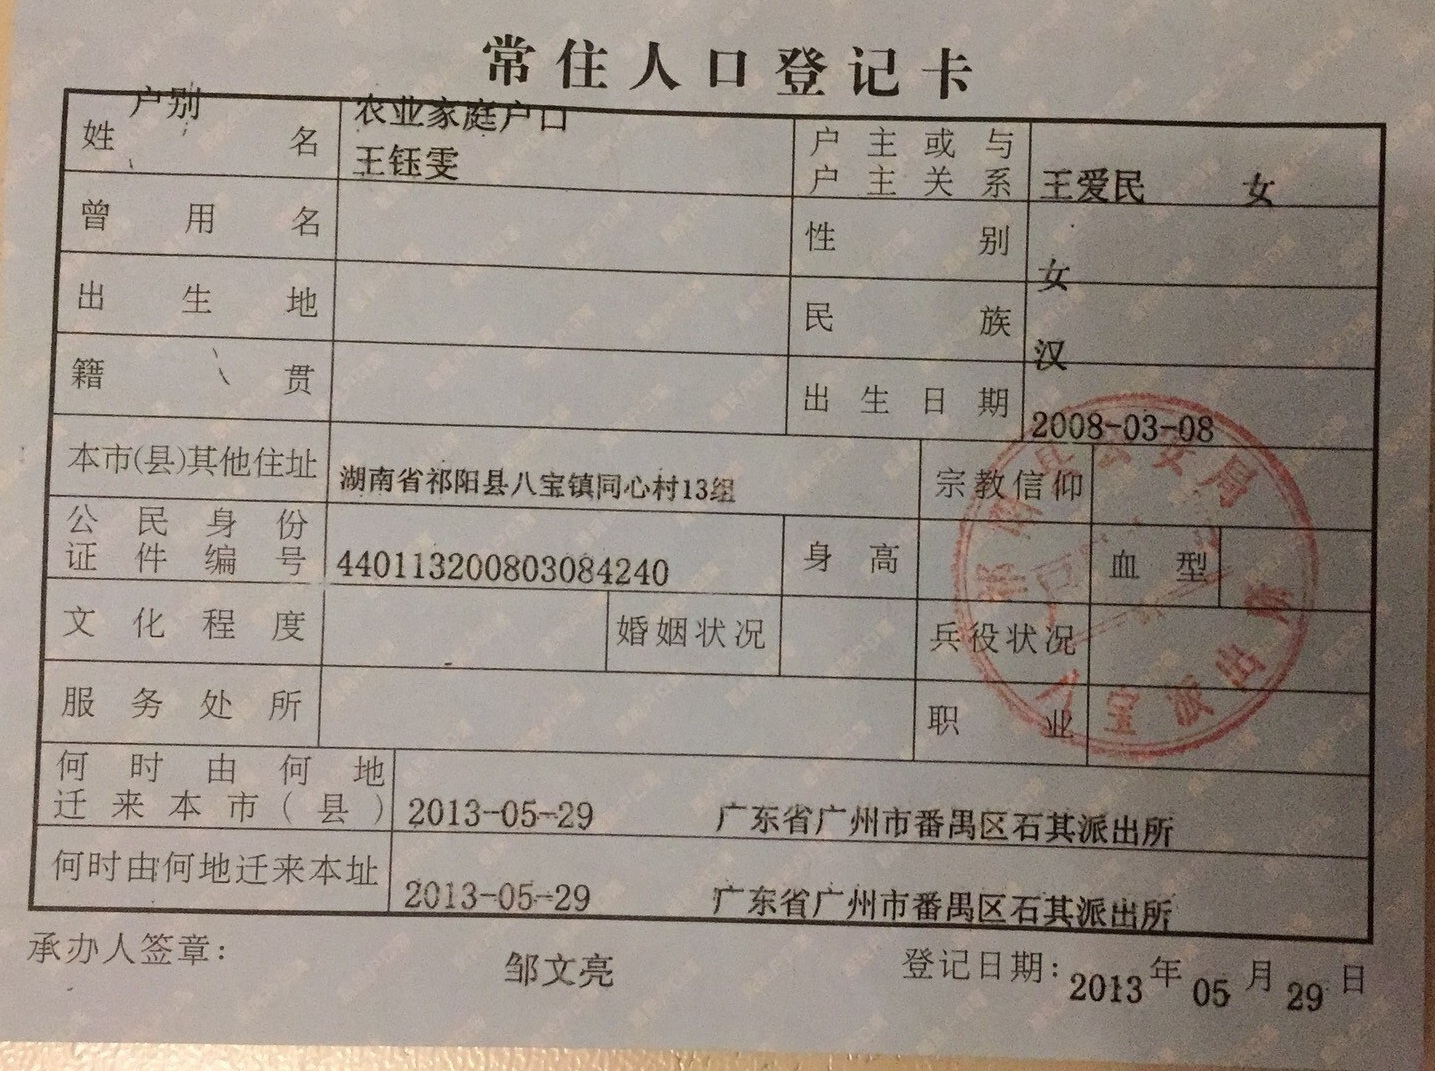 常住人口登记卡
户别 农业家庭户口
姓名 王钰雯 户主或与户主关系 王爱民 女
曾用名 性别 女
出生地 民族 汉
籍贯 出生日期 2008-03-08
本市(县)其他住址 湖南省祁阳县八宝镇同心村13组 宗教信仰
公民身份证件编号 440113200803084240 身高 血型
文化程度 婚姻状况 兵役状况
服务处所 职业
何时由何地迁来本市(县) 2013-05-29 广东省广州市番禺区石其派出所
何时由何地迁来本址 2013-05-29 广东省广州市番禺区石其派出所
承办人签章: 邹文亮 登记日期: 2013年05月29日